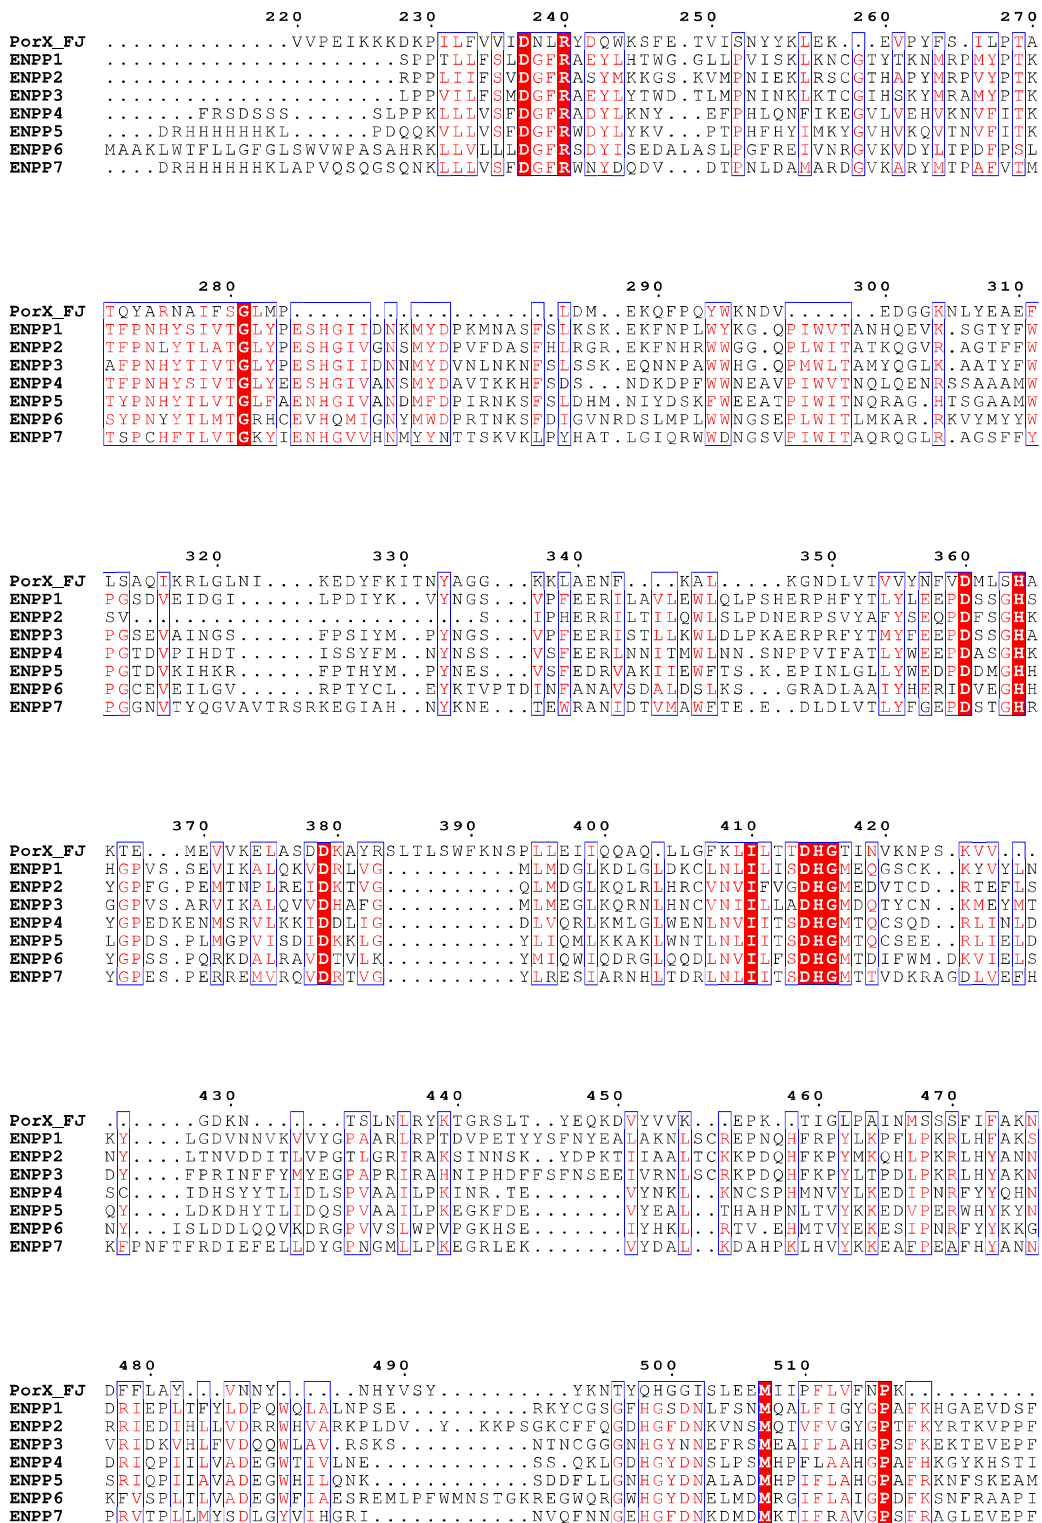 220 230 240 250 260 270
PorX_FJ ..............VVPEIKKKDKPILFVVIDNLRYDQWKSFE.TVISNYYKLEK...EVPYFS.ILPTA
ENPP1 ......................SPPTLLFSLDGFRAEYLHTWG.GLLPVISKLKNCGTYTKNMRPMYPTK
ENPP2 ......................RPPLIIFSVDGFRASYMKKGS.KVMPNIEKLRSCGTHAPYMRPVYPTK
ENPP3 ......................LPPVILFSMDGFRAEYLYTWD.TLMPNINKLKTCGIHSKYMRAMYPTK
ENPP4 .......FRSDSSS......SLPPKLLLVSFDGFRADYLKNY...EFPHLQNFIKEGVLVEHVKNVFITK
ENPP5 ....DRHHHHHHKL......PDQQKVLLVSFDGFRWDYLYKV...PTPHFHYIMKYGVHVKQVTNVFITK
ENPP6 MAAKLWTFLLGFGLSWVWPASAHRKLLVLLLDGFRSDYISEDALASLPGFREIVNRGVKVDYLTPDFPSL
ENPP7 ....DRHHHHHHKLAPVQSQGSQNKLLLVSFDGFRWNYDQDV...DTPNLDAMARDGVKARYMTPAFVTM
280 290 300 310
PorX_FJ TQYARNAIFSGLMP....................LDM..EKQFPQYWKNDV......EDGGKNLYEAEF
ENPP1 TFPNHYSIVTGLYPESHGIIDNKMYDPKMNASFSLKSK.EKFNPLWYKG.QPIWVTANHQEVK.SGTYFW
ENPP2 TFPNLYTLATGLYPESHGIVGNSMYDPVFDASFHLRGR.EKFNHRWWGG.QPLWITATKQGVR.AGTFFW
ENPP3 AFPNHYTIVTGLYPESHGIIDNNMYDVNLNKNFSLSSK.EQNNPAWWHG.QPMWLTAMYQGLK.AATYFW
ENPP4 TFPNHYTLVTGLYEESHGIVANSMYDAVTKKHFSDS...NDKDPFWWNEAVPIWVTNQLQENRSSAAAMW
ENPP5 TYPNHYTLVTGLFAENHGIVANDMFDPIRNKSFSLDHM.NIYDSKFWEEATPIWITNQRAG.HTSGAAMW
ENPP6 SYPNYYTLMTGRHCEVHQMIGNYMWDPRTNKSFDIGVNRDSLMPLWWNGSEPLWITLMKAR.RKVYMYYW
ENPP7 TSPCHFTLVTGKYIENHGVVHNMYYNTTSKVKLPYHAT.LGIQRWWDNGSVPIWITAQRQGLR.AGSFFY
320 330 340 350 360
PorX_FJ LSAQIKRLGLNI....KEDYFKITNYAGG...KKLAENF....KAL.....KGNDLVTVVYNFVDMLSHA
ENPP1 PGSDVEIDGI......LPDIYK..VYNGS...VPFEERILAVLEWLQLPSHERPHFYTLYLEEPDSSGHS
ENPP2 SV..........................S...IPHERRILTILQWLSLPDNERPSVYAFYSEQPDFSGHK
ENPP3 PGSEVAINGS......FPSIYM..PYNGS...VPFEERISTLLKWLDLPKAERPRFYTMYFEEPDSSGHA
ENPP4 PGTDVPIHDT......ISSYFM..NYNSS...VSFEERLNNITMWLNN.SNPPVTFATLYWEEPDASGHK
ENPP5 PGTDVKIHKR......FPTHYM..PYNES...VSFEDRVAKIIEWFTS.K.EPINLGLLYWEDPDDMGHH
ENPP6 PGCEVEILGV......RPTYCL..EYKTVPTDINFANAVSDALDSLKS...GRADLAAIYHERIDVEGHH
ENPP7 PGGNVTYQGVAVTRSRKEGIAH..NYKNE...TEWRANIDTVMAWFTE.E..DLDLVTLYFGEPDSTGHR
370 380 390 400 410 420
PorX_FJ KTE...MEVVKELASDDKAYRSLTLSWFKNSPLLEIIQQAQ.LLGFKLILTTDHGTINVKNPS.KVV...
ENPP1 HGPVS.SEVIKALQKVDRLVG..........MLMDGLKDLGLDKCLNLILISDHGMEQGSCK..KYVYLN
ENPP2 YGPFG.PEMTNPLREIDKTVG..........QLMDGLKQLRLHRCVNVIFVGDHGMEDVTCD..RTEFLS
ENPP3 GGPVS.ARVIKALQVVDHAFG..........MLMEGLKQRNLHNCVNIILLADHGMDQTYCN..KMEYMT
ENPP4 YGPEDKENMSRVLKKIDDLIG..........DLVQRLKMLGLWENLNVIITSDHGMTQCSQD..RLINLD
ENPP5 LGPDS.PLMGPVISDIDKKLG..........YLIQMLKKAKLWNTLNLIITSDHGMTQCSEE..RLIELD
ENPP6 YGPSS.PQRKDALRAVDTVLK..........YMIQWIQDRGLQQDLNVILFSDHGMTDIFWM.DKVIELS
ENPP7 YGPES.PERREMVRQVDRTVG..........YLRESIARNHLTDRLNLIITSDHGMTTVDKRAGDLVEFH
430 440 450 460 470
PorX_FJ .......GDKN.......TSLNLRYKTGRSLT..YEQKDVYVVK...EPK..TIGLPAINMSSSFIFAKN
ENPP1 KY....LGDVNNVKVVYGPAARLRPTDVPETYYSFNYEALAKNLSCREPNQHFRPYLKPFLPKRLHFAKS
ENPP2 NY....LTNVDDITLVPGTLGRIRAKSINNSK..YDPKTIIAALTCKKPDQHFKPYMKQHLPKRLHYANN
ENPP3 DY....FPRINFFYMYEGPAPRIRAHNIPHDFFSFNSEEIVRNLSCRKPDQHFKPYLTPDLPKRLHYAKN
ENPP4 SC....IDHSYYTLIDLSPVAAILPKINR.TE.......VYNKL..KNCSPHMNVYLKEDIPNRFYYQHN
ENPP5 QY....LDKDHYTLIDQSPVAAILPKEGKFDE.......VYEAL..THAHPNLTVYKKEDVPERWHYKYN
ENPP6 NY...ISLDDLQQVKDRGPVVSLWPVPGKHSE.......IYHKL..RTV.EHMTVYEKESIPNRFYYKKG
ENPP7 KFPNFTFRDIEFELLDYGPNGMLLPKEGRLEK.......VYDAL..KDAHPKLHVYKKEAFPEAFHYANN
480 490 500 510
PorX_FJ DFFLAY...VNNY.....NHYVSY..........YKNTYQHGGISLEEMIIPFLVFNPK..........
ENPP1 DRIEPLTFYLDPQWQLALNPSE..........RKYCGSGFHGSDNLFSNMQALFIGYGPAFKHGAEVDSF
ENPP2 RRIEDIHLLVDRRWHVARKPLDV..Y..KKPSGKCFFQGDHGFDNKVNSMQTVFVGYGPTFKYRTKVPPF
ENPP3 VRIDKVHLFVDQQWLAV.RSKS..........NTNCGGGNHGYNNEFRSMEAIFLAHGPSFKEKTEVEPF
ENPP4 DRIQPIILVADEGWTIVLNE............SS.QKLGDHGYDNSLPSMHPFLAAHGPAFHKGYKHSTI
ENPP5 SRIQPIIAVADEGWHILQNK............SDDFLLGNHGYDNALADMHPIFLAHGPAFRKNFSKEAM
ENPP6 KFVSPLTLVADEGWFIAESREMLPFWMNSTGKREGWQRGWHGYDNELMDMRGIFLAIGPDFKSNFRAAPI
ENPP7 PRVTPLLMYSDLGYVIHGRI............NVQFNNGEHGFDNKDMDMKTIFRAVGPSFRAGLEVEPF